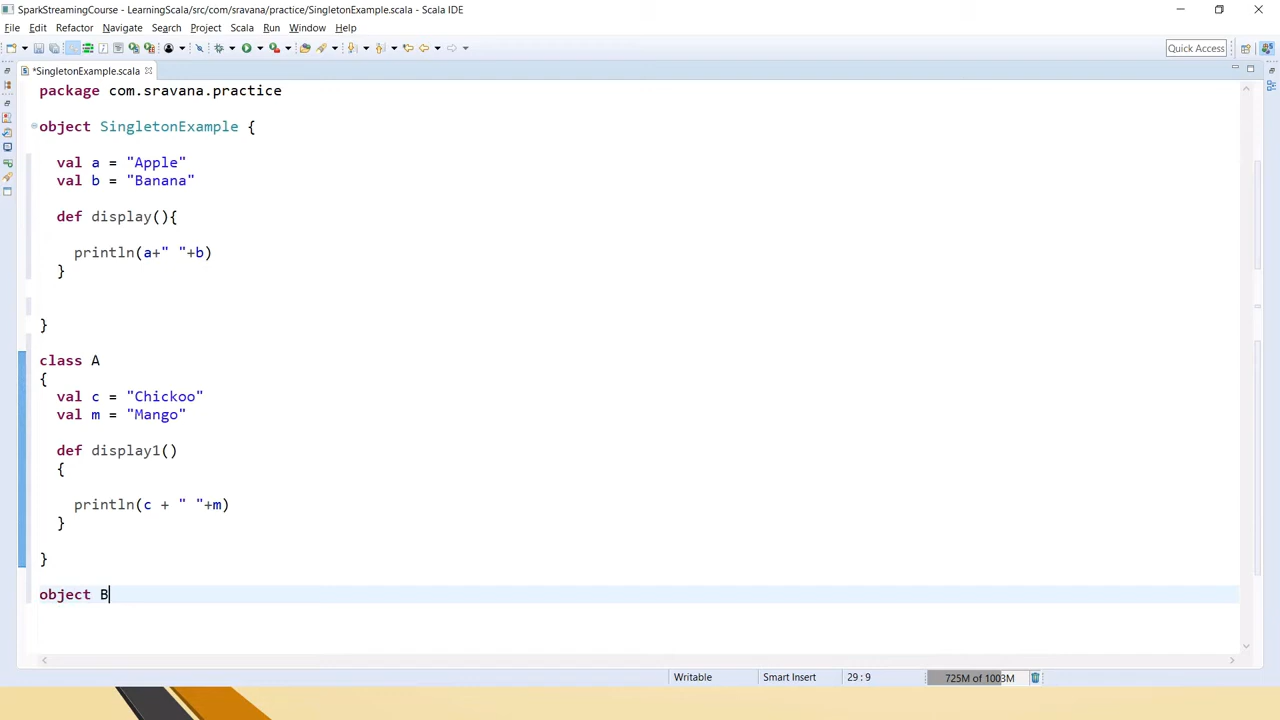 SparkStreamingCourse - LearningScala/src/com/sravana/practice/SingletonExample.scala - Scala IDE
File Edit Refactor Navigate Search Project Scala Run Window Help
Quick Access
*SingletonExample.scala
package com.sravana.practice
object SingletonExample {
val a = "Apple"
val b = "Banana"
def display(){
println(a+" "+b)
}
}
class A
{
val c = "Chickoo"
val m = "Mango"
def display1()
{
println(c + " "+m)
}
}
object B
Writable Smart Insert 29 : 9 725M of 1003M